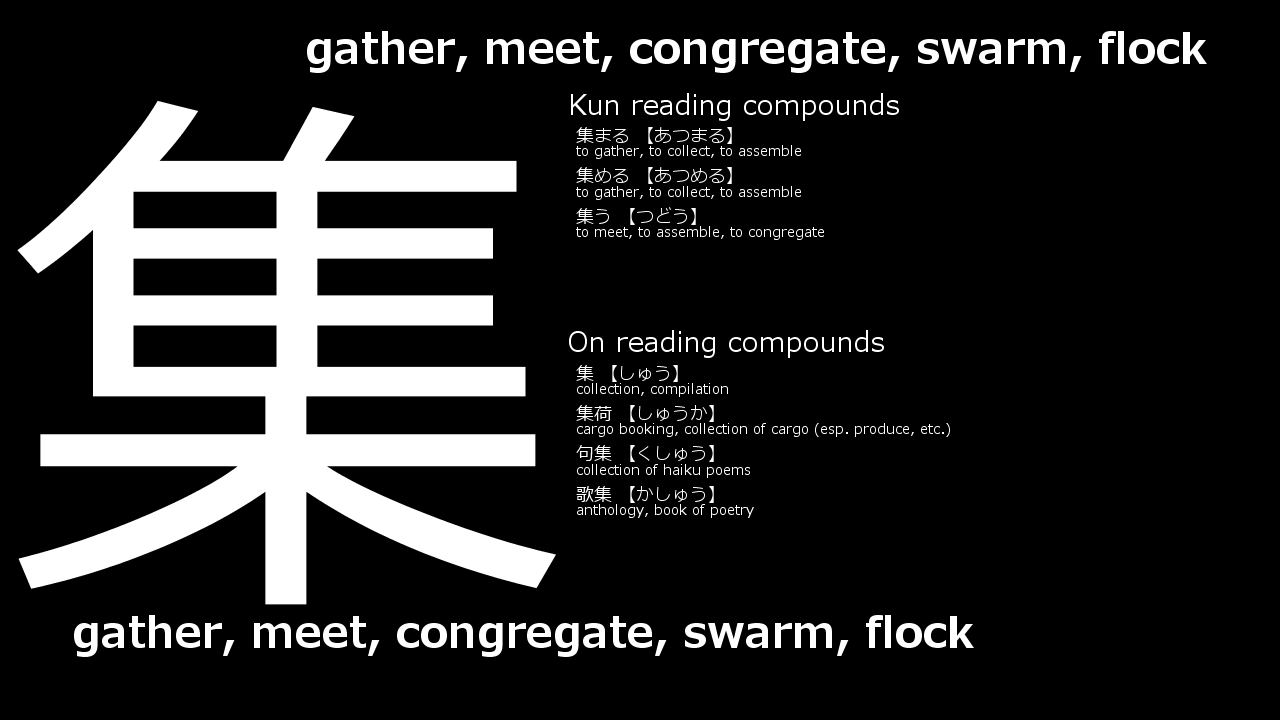 gather, meet, congregate, swarm, flock
集
Kun reading compounds
集まる 【あつまる】
to gather, to collect, to assemble
集める 【あつめる】
to gather, to collect, to assemble
集う 【つどう】
to meet, to assemble, to congregate
On reading compounds
集 【しゅう】
collection, compilation
集荷 【しゅうか】
cargo booking, collection of cargo (esp. produce, etc.)
句集 【くしゅう】
collection of haiku poems
歌集 【かしゅう】
anthology, book of poetry
gather, meet, congregate, swarm, flock